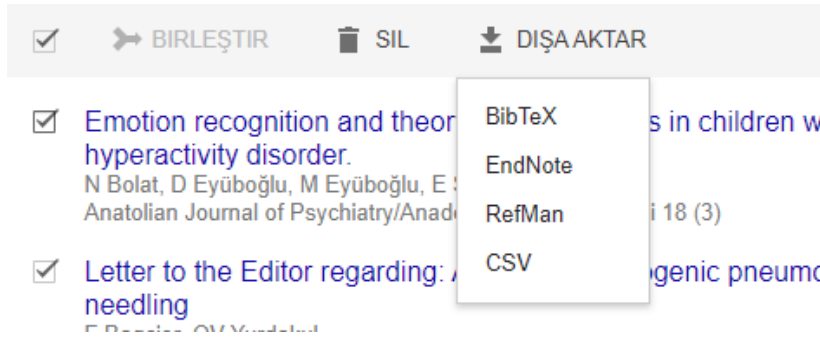 BIRLEŞTIR SIL DIŞA AKTAR
BibTeX
EndNote
RefMan
CSV
Emotion recognition and theor s in children w
hyperactivity disorder.
N Bolat, D Eyüboğlu, M Eyüboğlu, E
Anatolian Journal of Psychiatry/Anad i 18 (3)
Letter to the Editor regarding: ogenic pneumo
needling